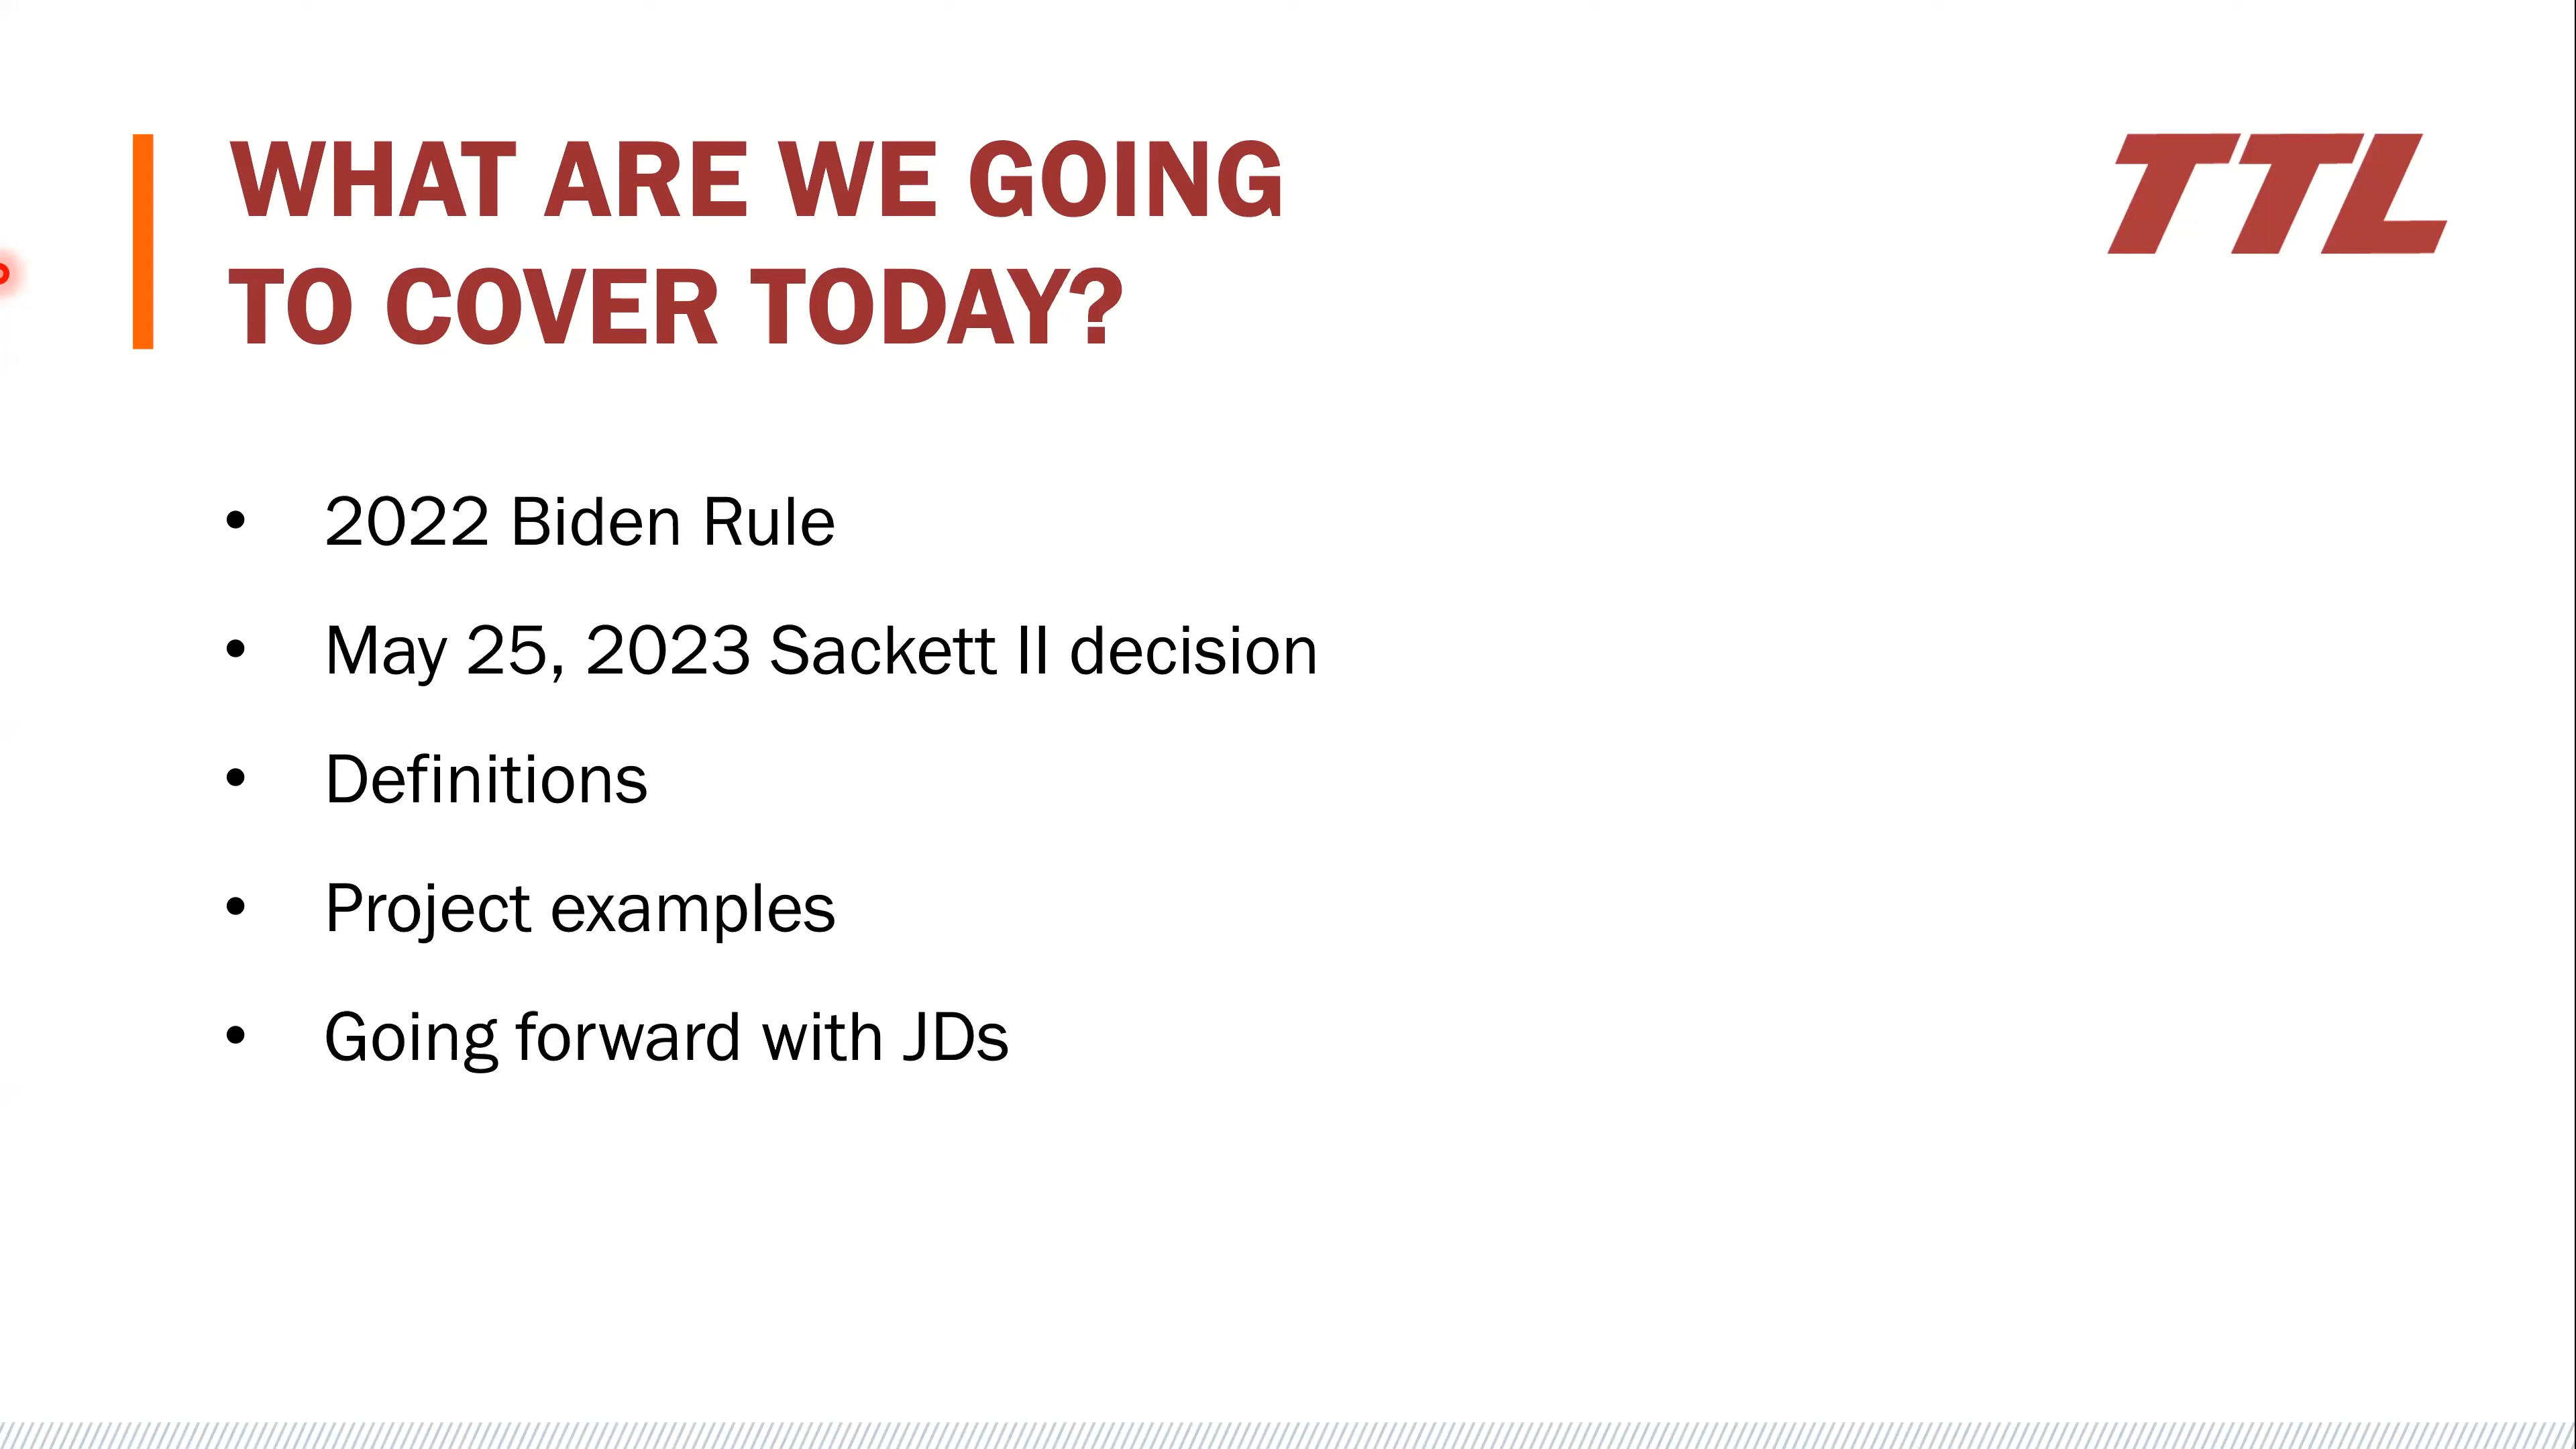 WHAT ARE WE GOING
TO COVER TODAY?
TTL
• 2022 Biden Rule
• May 25, 2023 Sackett II decision
• Definitions
• Project examples
• Going forward with JDs